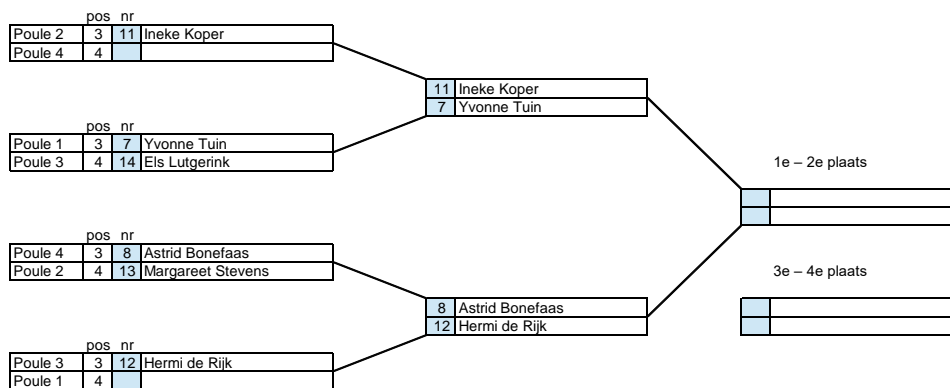 pos nr
Poule 2 3 11 Ineke Koper
Poule 4 4
11 Ineke Koper
7 Yvonne Tuin
pos nr
Poule 1 3 7 Yvonne Tuin
Poule 3 4 14 Els Lutgerink
1e – 2e plaats
pos nr
Poule 4 3 8 Astrid Bonefaas
Poule 2 4 13 Margareet Stevens
3e – 4e plaats
8 Astrid Bonefaas
12 Hermi de Rijk
pos nr
Poule 3 3 12 Hermi de Rijk
Poule 1 4